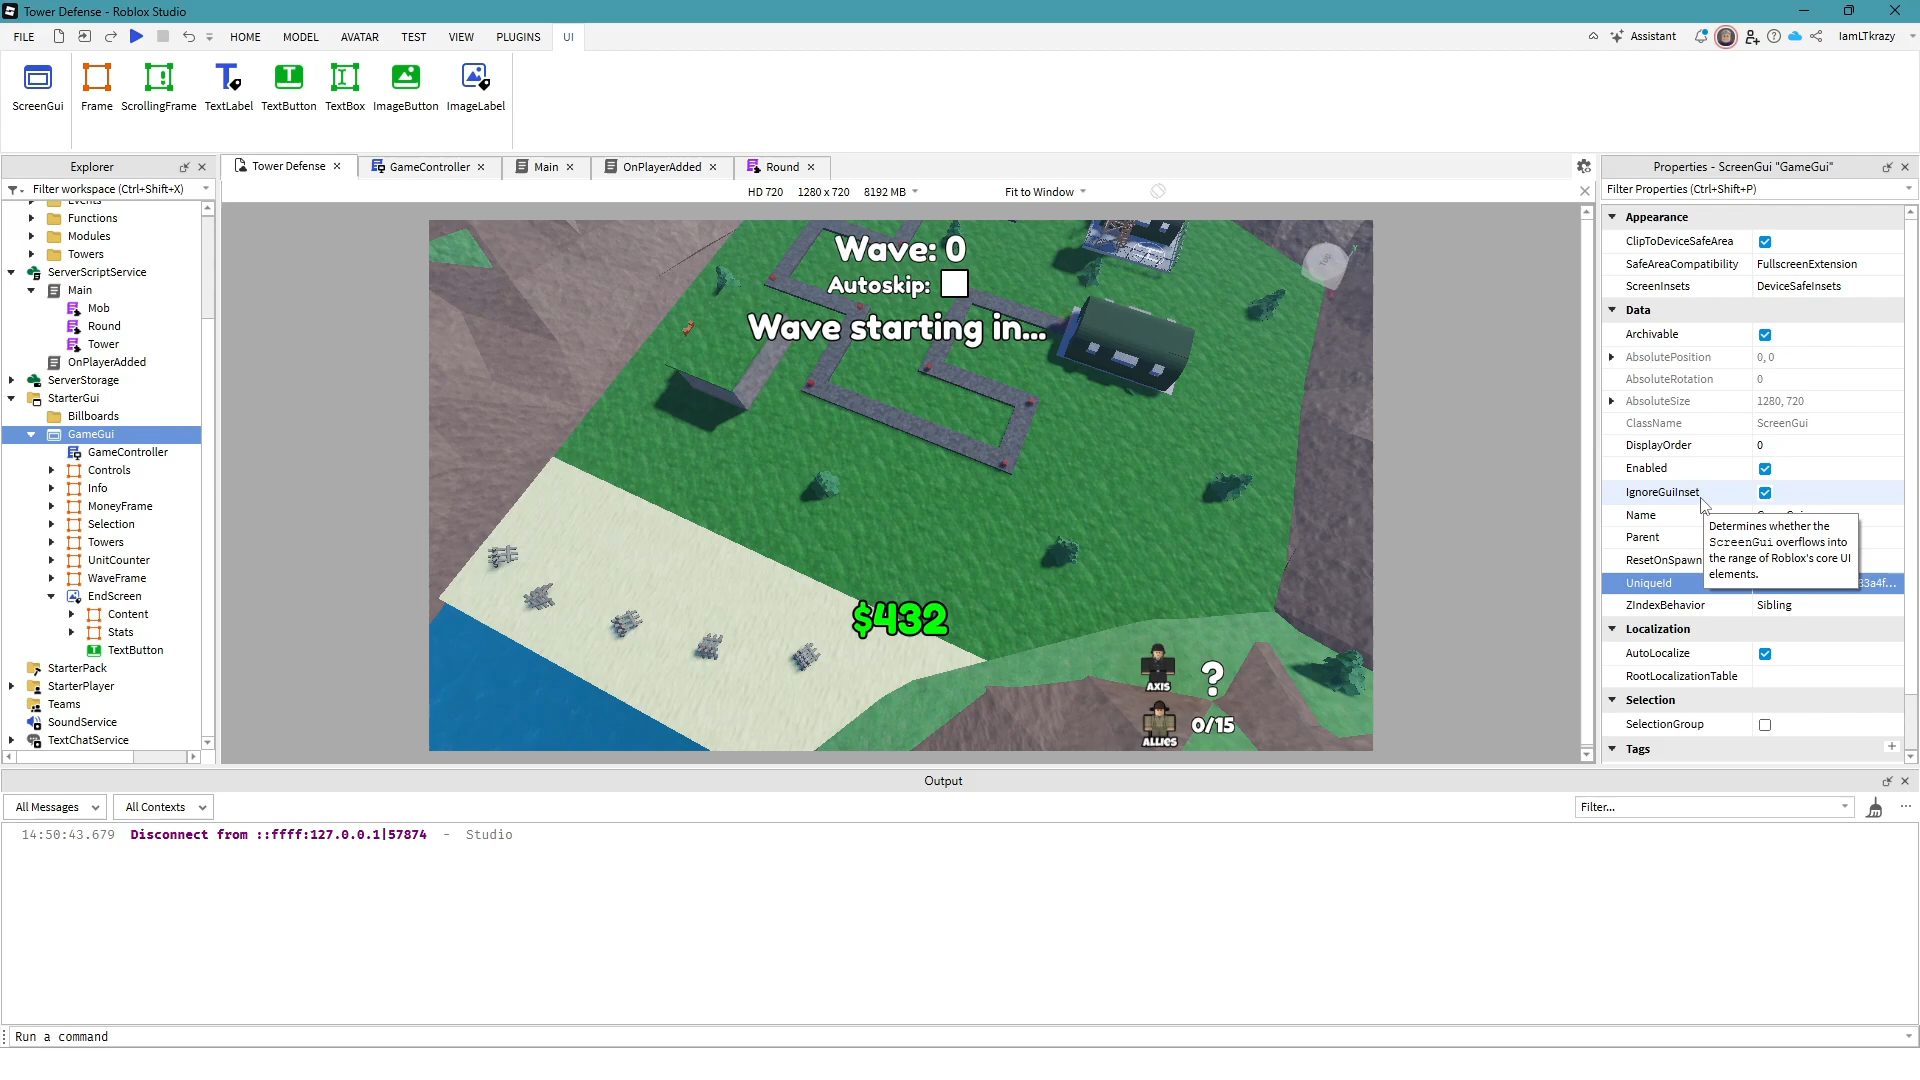 Tower Defense - Roblox Studio
FILE
HOME
MODEL
AVATAR
TEST
VIEW
PLUGINS
UI
Assistant
IamLTkrazy
ScreenGui
Frame
ScrollingFrame
TextLabel
TextButton
TextBox
ImageButton
ImageLabel
Explorer
Filter workspace (Ctrl+Shift+X)
Events
Functions
Modules
Towers
ServerScriptService
Main
Mob
Round
Tower
OnPlayerAdded
ServerStorage
StarterGui
Billboards
GameGui
GameController
Controls
Info
MoneyFrame
Selection
Towers
UnitCounter
WaveFrame
EndScreen
Content
Stats
TextButton
StarterPack
StarterPlayer
Teams
SoundService
TextChatService
Tower Defense
GameController
Main
OnPlayerAdded
Round
HD 720 1280 x 720 8192 MB
Fit to Window
Wave: 0
Autoskip:
Wave starting in...
$432
AXIS
?
ALLIES
0/15
Top
Y
Properties - ScreenGui "GameGui"
Filter Properties (Ctrl+Shift+P)
Appearance
ClipToDeviceSafeArea
SafeAreaCompatibility FullscreenExtension
ScreenInsets DeviceSafeInsets
Data
Archivable
AbsolutePosition 0, 0
AbsoluteRotation 0
AbsoluteSize 1280, 720
ClassName ScreenGui
DisplayOrder 0
Enabled
IgnoreGuiInset
Name
Parent
ResetOnSpawn
UniqueId 33a4f...
ZIndexBehavior Sibling
Determines whether the
ScreenGui overflows into
the range of Roblox's core UI
elements.
Localization
AutoLocalize
RootLocalizationTable
Selection
SelectionGroup
Tags
Output
All Messages
All Contexts
Filter...
14:50:43.679 Disconnect from ::ffff:127.0.0.1|57874 - Studio
Run a command